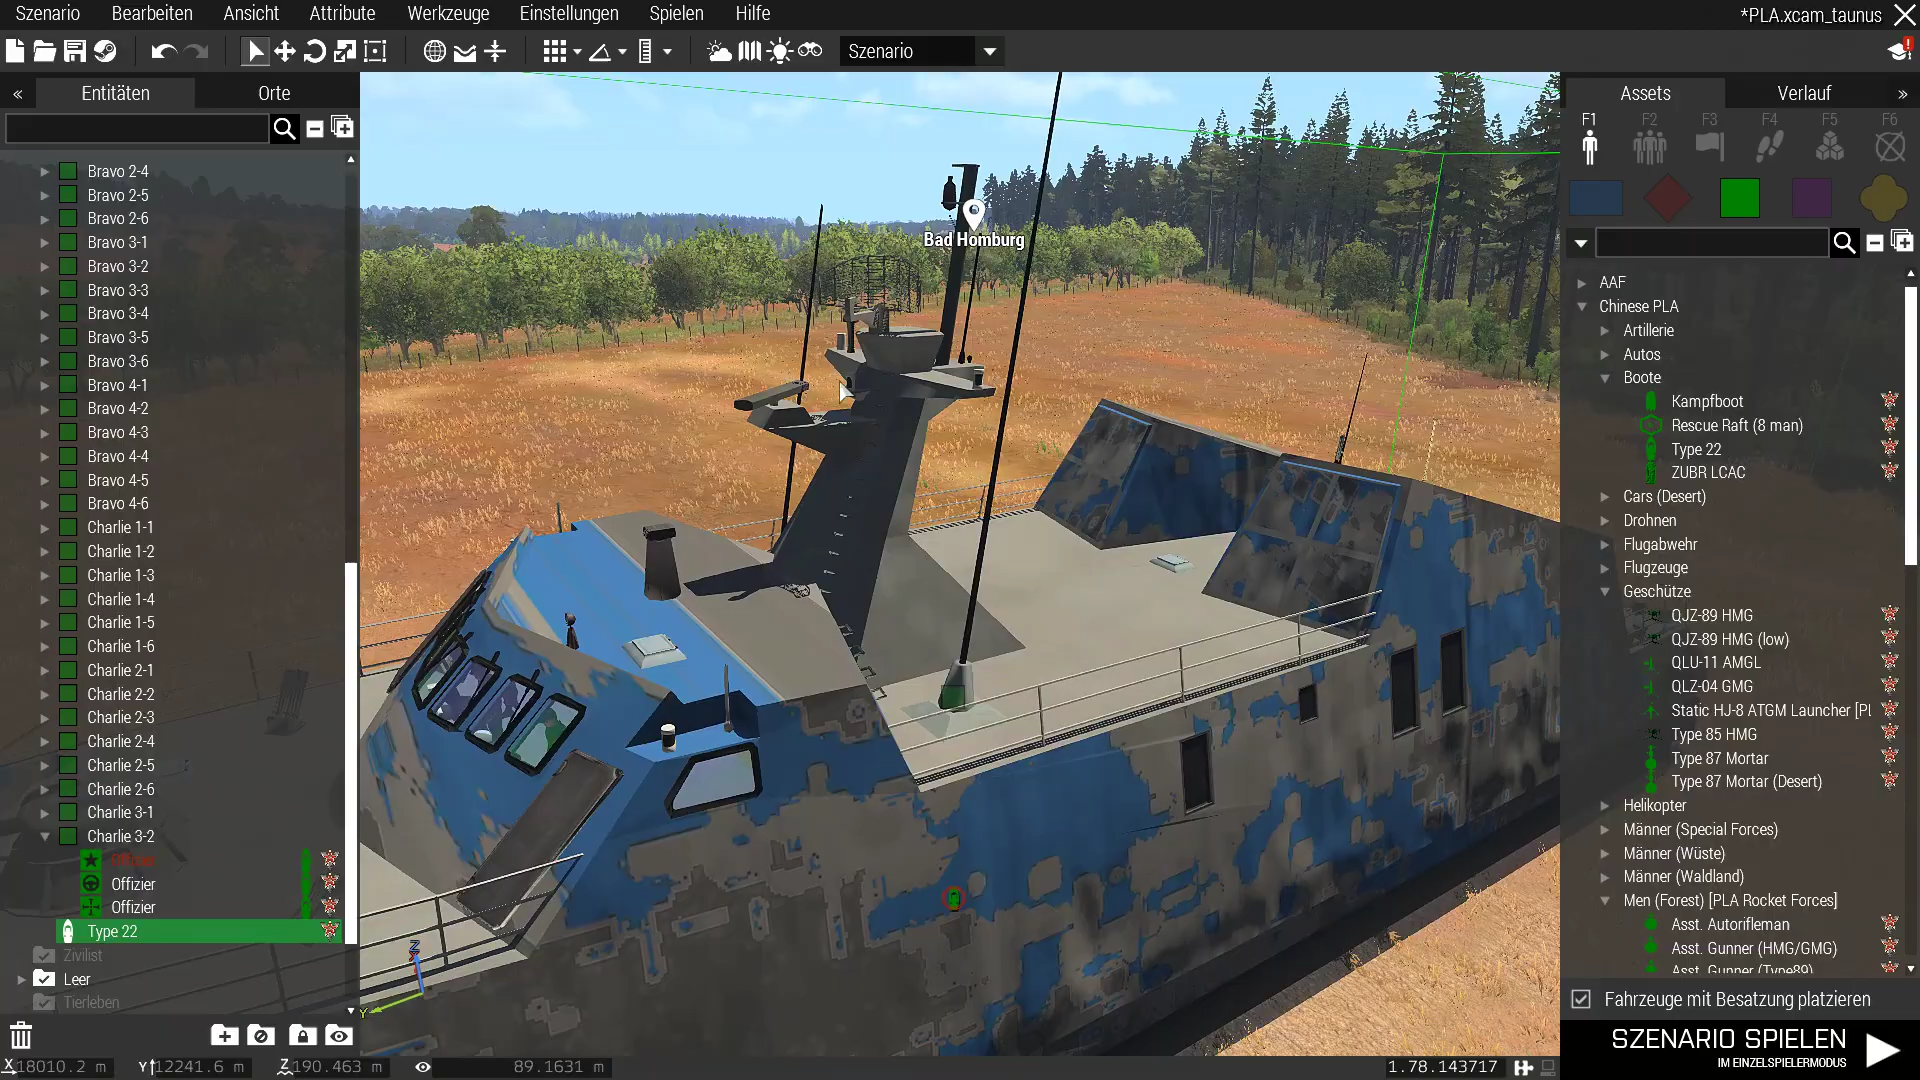 Szenario Bearbeiten Ansicht Attribute Werkzeuge Einstellungen Spielen Hilfe
*PLA.xcam_taunus
Szenario
« Entitäten Orte
Bravo 2-4
Bravo 2-5
Bravo 2-6
Bravo 3-1
Bravo 3-2
Bravo 3-3
Bravo 3-4
Bravo 3-5
Bravo 3-6
Bravo 4-1
Bravo 4-2
Bravo 4-3
Bravo 4-4
Bravo 4-5
Bravo 4-6
Charlie 1-1
Charlie 1-2
Charlie 1-3
Charlie 1-4
Charlie 1-5
Charlie 1-6
Charlie 2-1
Charlie 2-2
Charlie 2-3
Charlie 2-4
Charlie 2-5
Charlie 2-6
Charlie 3-1
Charlie 3-2
Offizier
Offizier
Offizier
Type 22
Zivilist
Leer
Tierleben
Bad Homburg
Z
X
Y
Assets Verlauf »
F1 F2 F3 F4 F5 F6
AAF
Chinese PLA
Artillerie
Autos
Boote
Kampfboot
Rescue Raft (8 man)
Type 22
ZUBR LCAC
Cars (Desert)
Drohnen
Flugabwehr
Flugzeuge
Geschütze
QJZ-89 HMG
QJZ-89 HMG (low)
QLU-11 AMGL
QLZ-04 GMG
Static HJ-8 ATGM Launcher [PL
Type 85 HMG
Type 87 Mortar
Type 87 Mortar (Desert)
Helikopter
Männer (Special Forces)
Männer (Wüste)
Männer (Waldland)
Men (Forest) [PLA Rocket Forces]
Asst. Autorifleman
Asst. Gunner (HMG/GMG)
Asst. Gunner (Type89)
Fahrzeuge mit Besatzung platzieren
SZENARIO SPIELEN
IM EINZELSPIELERMODUS
X 18010.2 m Y 12241.6 m Z 190.463 m 89.1631 m 1.78.143717